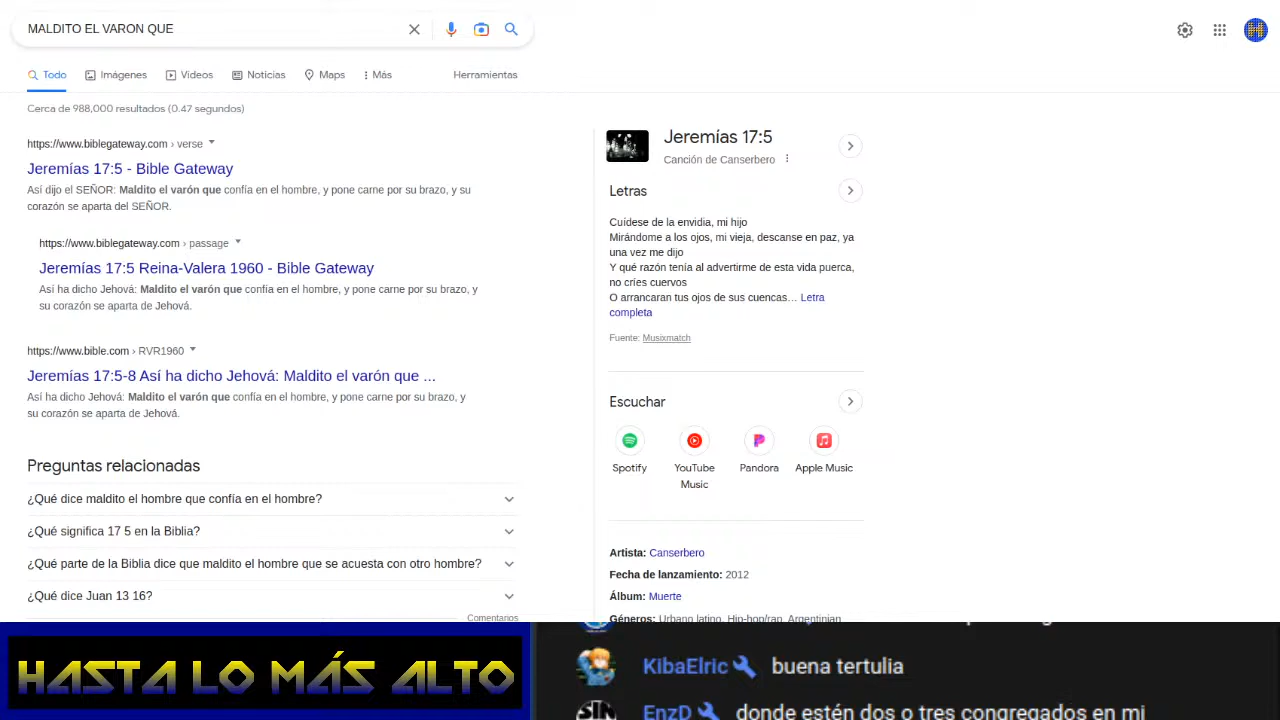 MALDITO EL VARON QUE
Todo
Imágenes
Videos
Noticias
Maps
Más
Herramientas
Cerca de 988,000 resultados (0.47 segundos)
https://www.biblegateway.com › verse
Jeremías 17:5 - Bible Gateway
Así dijo el SEÑOR: Maldito el varón que confía en el hombre, y pone carne por su brazo, y su
corazón se aparta del SEÑOR.
https://www.biblegateway.com › passage
Jeremías 17:5 Reina-Valera 1960 - Bible Gateway
Así ha dicho Jehová: Maldito el varón que confía en el hombre, y pone carne por su brazo, y
su corazón se aparta de Jehová.
https://www.bible.com › RVR1960
Jeremías 17:5-8 Así ha dicho Jehová: Maldito el varón que ...
Así ha dicho Jehová: Maldito el varón que confía en el hombre, y pone carne por su brazo, y
su corazón se aparta de Jehová.
Preguntas relacionadas
¿Qué dice maldito el hombre que confía en el hombre?
¿Qué significa 17 5 en la Biblia?
¿Qué parte de la Biblia dice que maldito el hombre que se acuesta con otro hombre?
¿Qué dice Juan 13 16?
Comentarios
Jeremías 17:5
Canción de Canserbero
Letras
Cuídese de la envidia, mi hijo
Mirándome a los ojos, mi vieja, descanse en paz, ya
una vez me dijo
Y qué razón tenía al advertirme de esta vida puerca,
no críes cuervos
O arrancaran tus ojos de sus cuencas… Letra
completa
Fuente: Musixmatch
Escuchar
Spotify
YouTube
Music
Pandora
Apple Music
Artista: Canserbero
Fecha de lanzamiento: 2012
Álbum: Muerte
Géneros: Urbano latino, Hip-hop/rap, Argentinian
HASTA LO MÁS ALTO
KibaElric buena tertulia
EnzD donde estén dos o tres congregados en mi